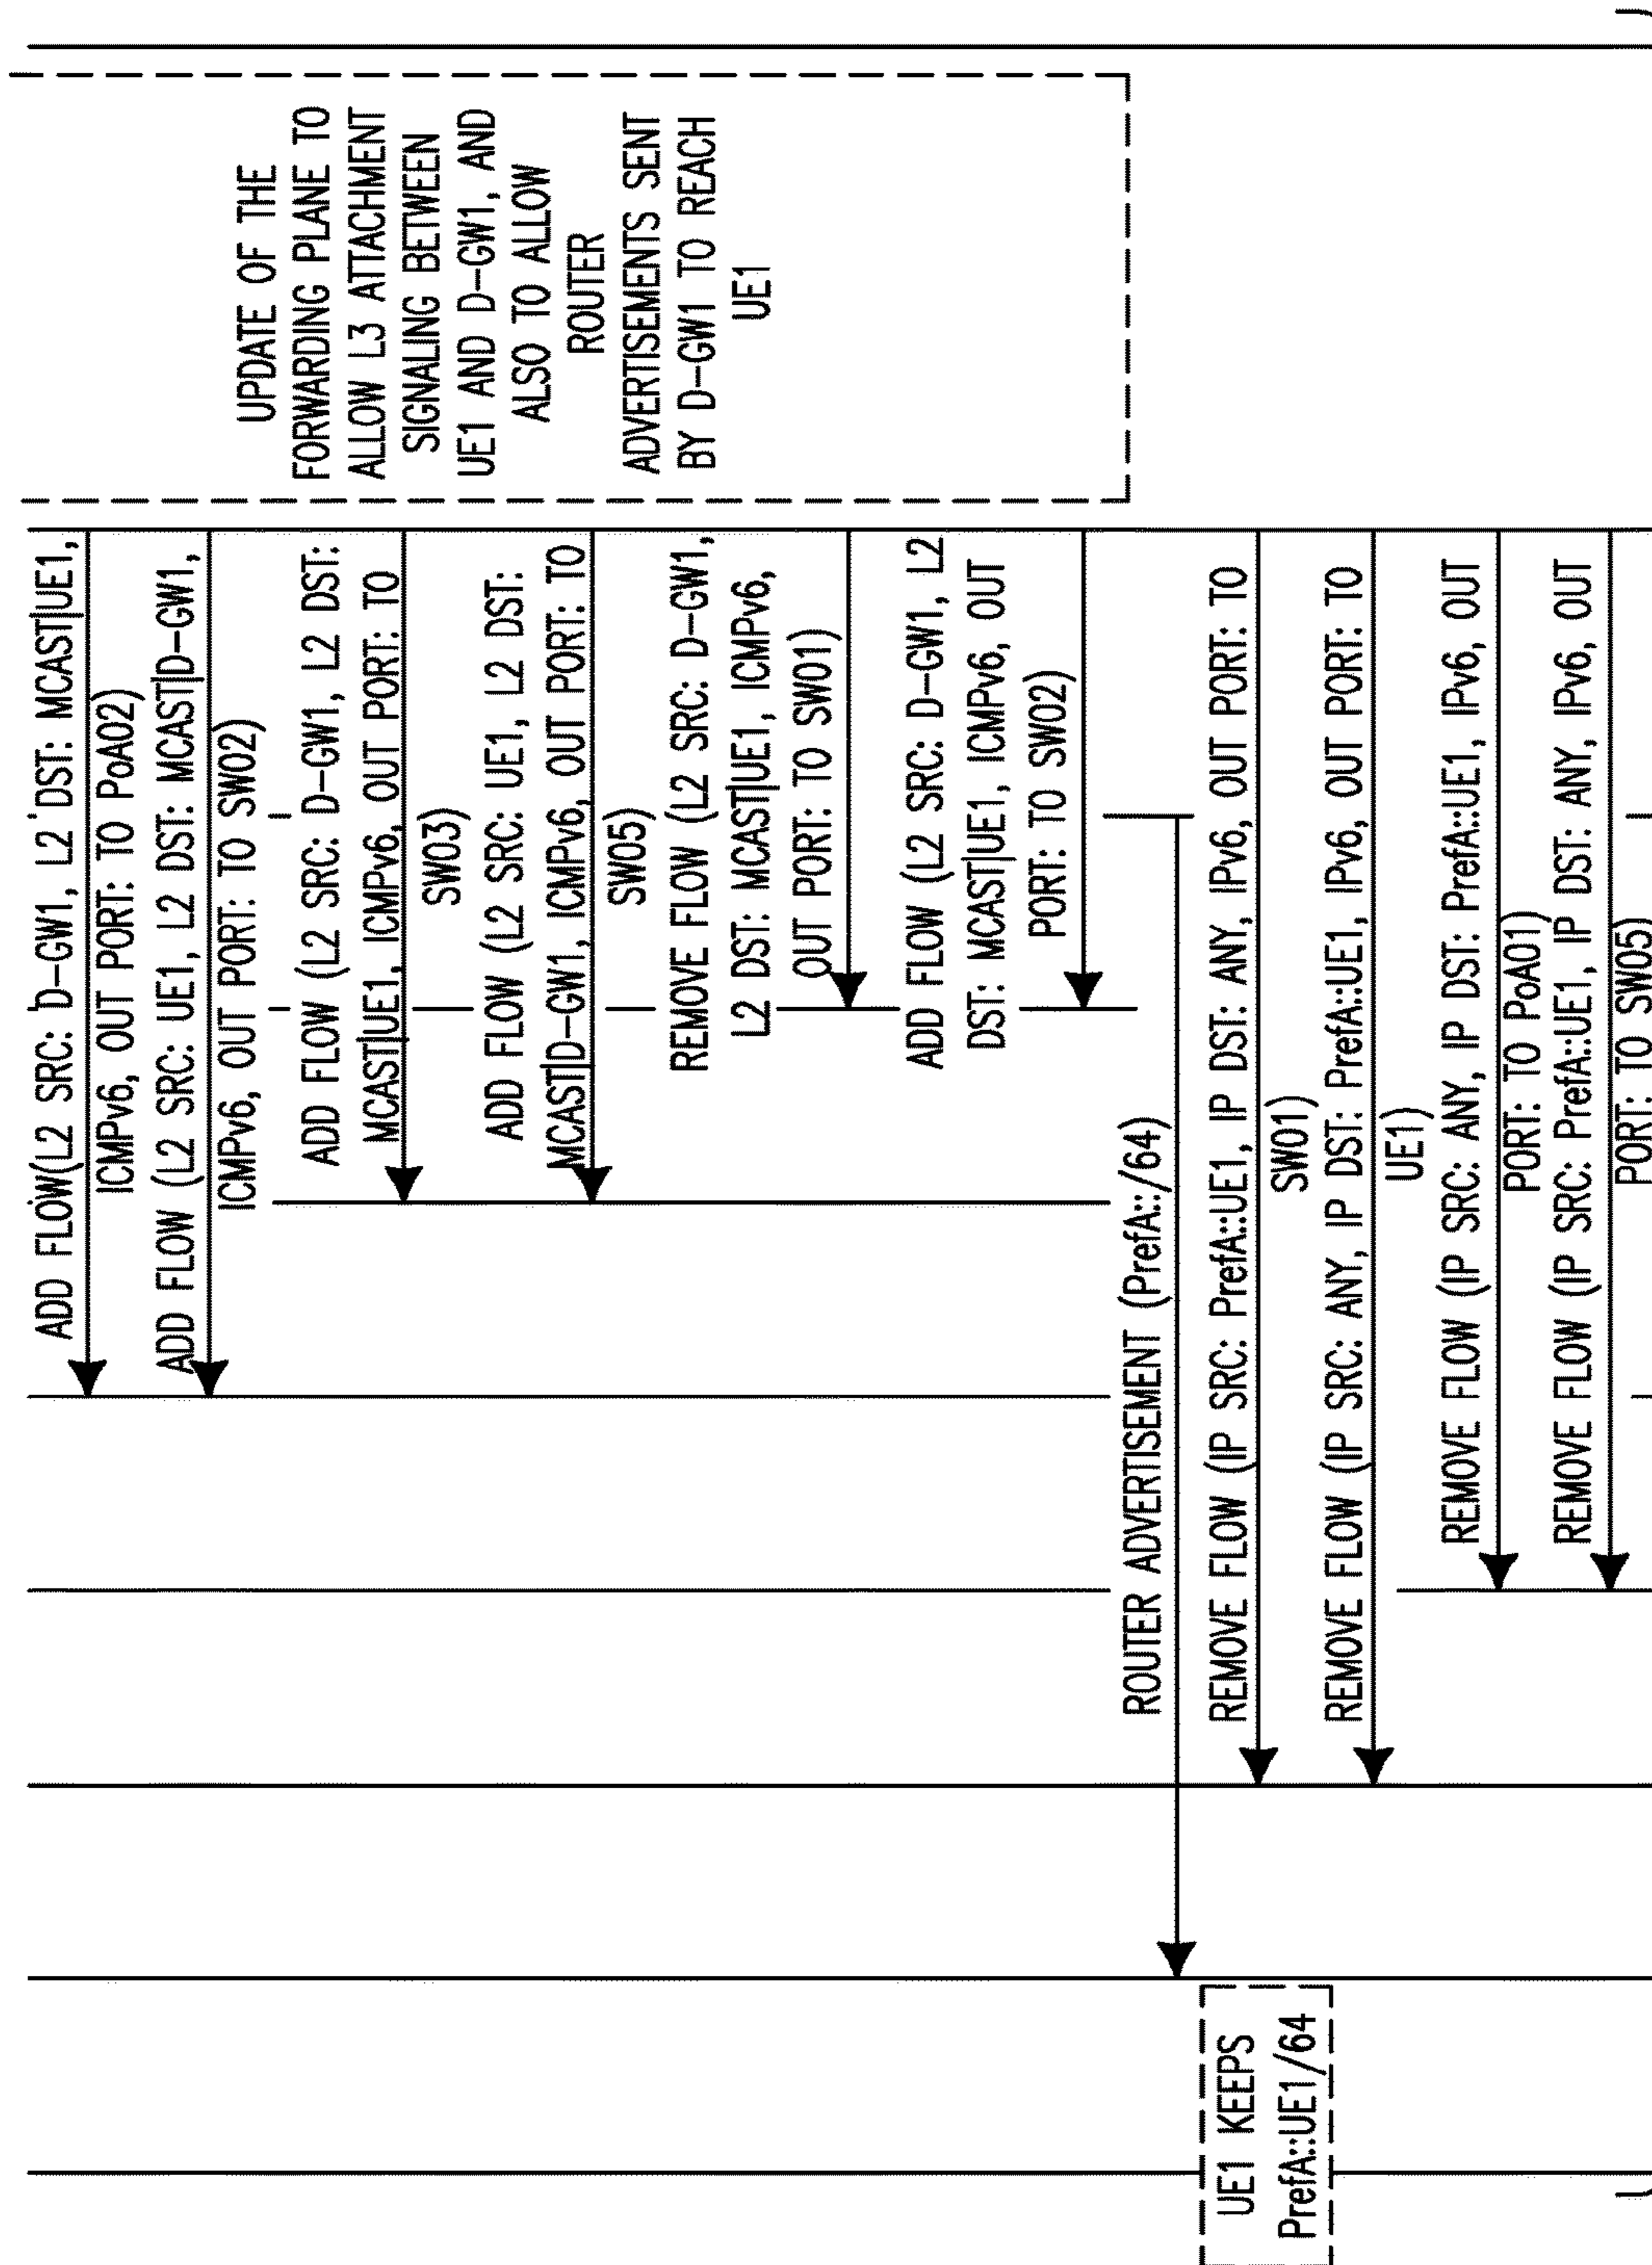 ADD FLOW(L2 SRC: D-GW1, L2 DST: MCAST|UE1,
ICMPv6, OUT PORT: TO PoA02)
ADD FLOW (L2 SRC: UE1, L2 DST: MCAST|D-GW1,
ICMPv6, OUT PORT: TO SW02)
ADD FLOW (L2 SRC: D-GW1, L2 DST:
MCAST|UE1, ICMPv6, OUT PORT: TO
SW03)
ADD FLOW (L2 SRC: UE1, L2 DST:
MCAST|D-GW1, ICMPv6, OUT PORT: TO
SW05)
REMOVE FLOW (L2 SRC: D-GW1,
L2 DST: MCAST|UE1, ICMPv6,
OUT PORT: TO SW01)
ADD FLOW (L2 SRC: D-GW1, L2
DST: MCAST|UE1, ICMPv6, OUT
PORT: TO SW02)
UPDATE OF THE
FORWARDING PLANE TO
ALLOW L3 ATTACHMENT
SIGNALING BETWEEN
UE1 AND D-GW1, AND
ALSO TO ALLOW
ROUTER
ADVERTISEMENTS SENT
BY D-GW1 TO REACH
UE1
ROUTER ADVERTISEMENT (PrefA::/64)
UE1 KEEPS
PrefA::UE1/64
REMOVE FLOW (IP SRC: PrefA::UE1, IP DST: ANY, IPv6, OUT PORT: TO
SW01)
REMOVE FLOW (IP SRC: ANY, IP DST: PrefA::UE1, IPv6, OUT PORT: TO
UE1)
REMOVE FLOW (IP SRC: ANY, IP DST: PrefA::UE1, IPv6, OUT
PORT: TO PoA01)
REMOVE FLOW (IP SRC: PrefA::UE1, IP DST: ANY, IPv6, OUT
PORT: TO SW05)